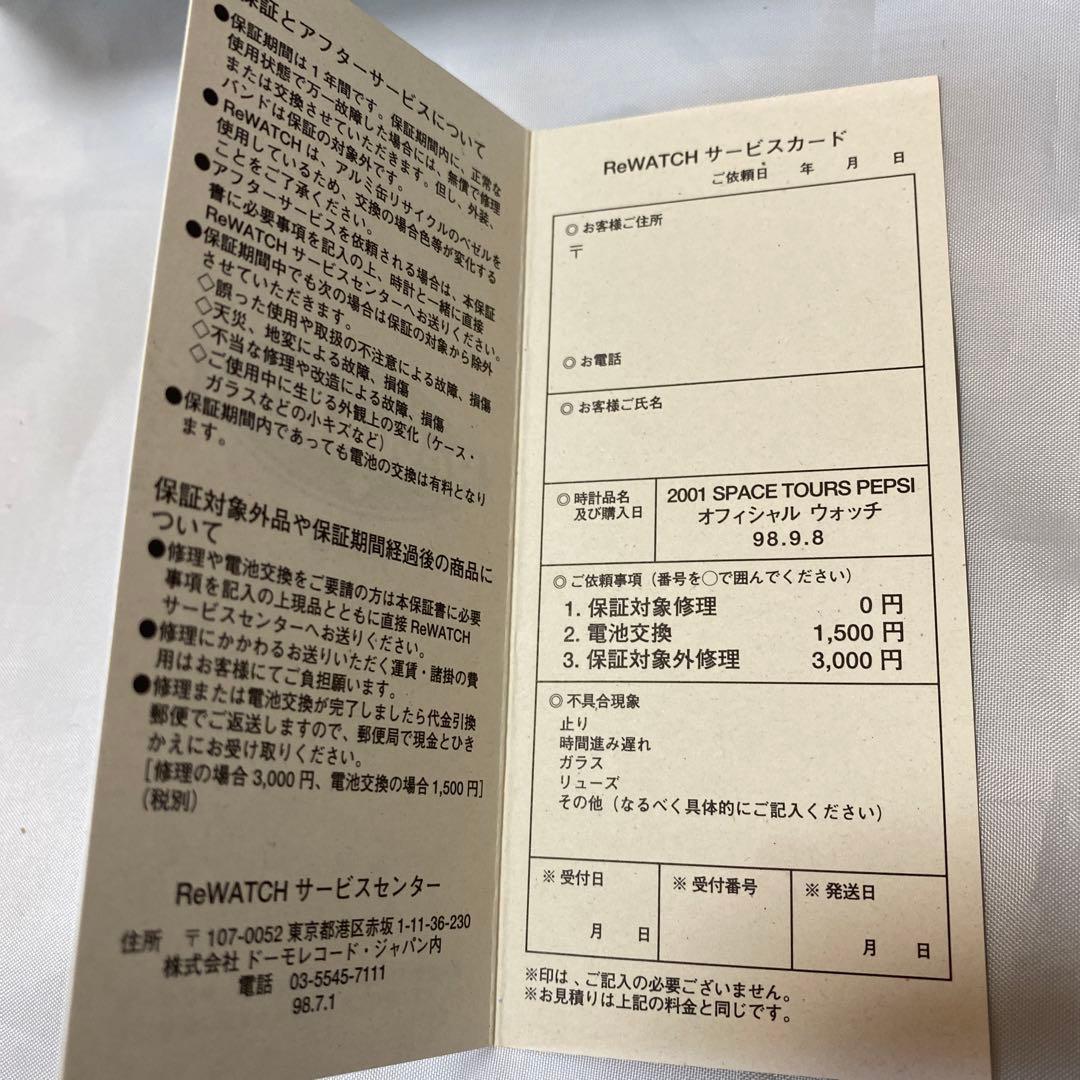 保証とアフターサービスについて
●保証期間は1年間です。保証期間内に、正常な
使用状態で万一故障した場合には、無償で修理
または交換させていただきます。但し、外装、
バンドは保証の対象外です。
●ReWATCHは、アルミ缶リサイクルのベゼルを
使用しているため、交換の場合色等が変化する
ことをご了承ください。
●アフターサービスを依頼される場合は、本保証
書に必要事項を記入の上、時計と一緒に直接
ReWATCHサービスセンターへお送りください。
●保証期間中でも次の場合は保証の対象から除外
させていただきます。
◇誤った使用や取扱の不注意による故障、損傷
◇天災、地変による故障、損傷
◇不当な修理や改造による故障、損傷
◇ご使用中に生じる外観上の変化（ケース・
ガラスなどの小キズなど）
●保証期間内であっても電池の交換は有料となり
ます。
保証対象外品や保証期間経過後の商品に
ついて
●修理や電池交換をご要請の方は本保証書に必要
事項を記入の上現品とともに直接ReWATCH
サービスセンターへお送りください。
●修理にかかわるお送りいただく運賃・諸掛の費
用はお客様にてご負担願います。
●修理または電池交換が完了しましたら代金引換
郵便でご返送しますので、郵便局で現金とひき
かえにお受け取りください。
[修理の場合3,000円、電池交換の場合1,500円]
（税別）
ReWATCH サービスセンター
住所 〒107-0052 東京都港区赤坂1-11-36-230
株式会社 ドーモレコード・ジャパン内
電話 03-5545-7111
98.7.1
ReWATCH サービスカード
ご依頼日 年 月 日
◎ お客様ご住所
〒
◎ お電話
◎ お客様ご氏名
◎ 時計品名
及び購入日
2001 SPACE TOURS PEPSI
オフィシャル ウォッチ
98.9.8
◎ ご依頼事項（番号を○で囲んでください）
1. 保証対象修理 0 円
2. 電池交換 1,500 円
3. 保証対象外修理 3,000 円
◎ 不具合現象
止り
時間進み遅れ
ガラス
リューズ
その他（なるべく具体的にご記入ください）
※ 受付日
月 日
※ 受付番号
※ 発送日
月 日
※印は、ご記入の必要ございません。
※お見積りは上記の料金と同じです。